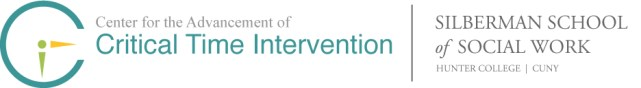 Center for the Advancement of
Critical Time Intervention
SILBERMAN SCHOOL
of SOCIAL WORK
HUNTER COLLEGE | CUNY